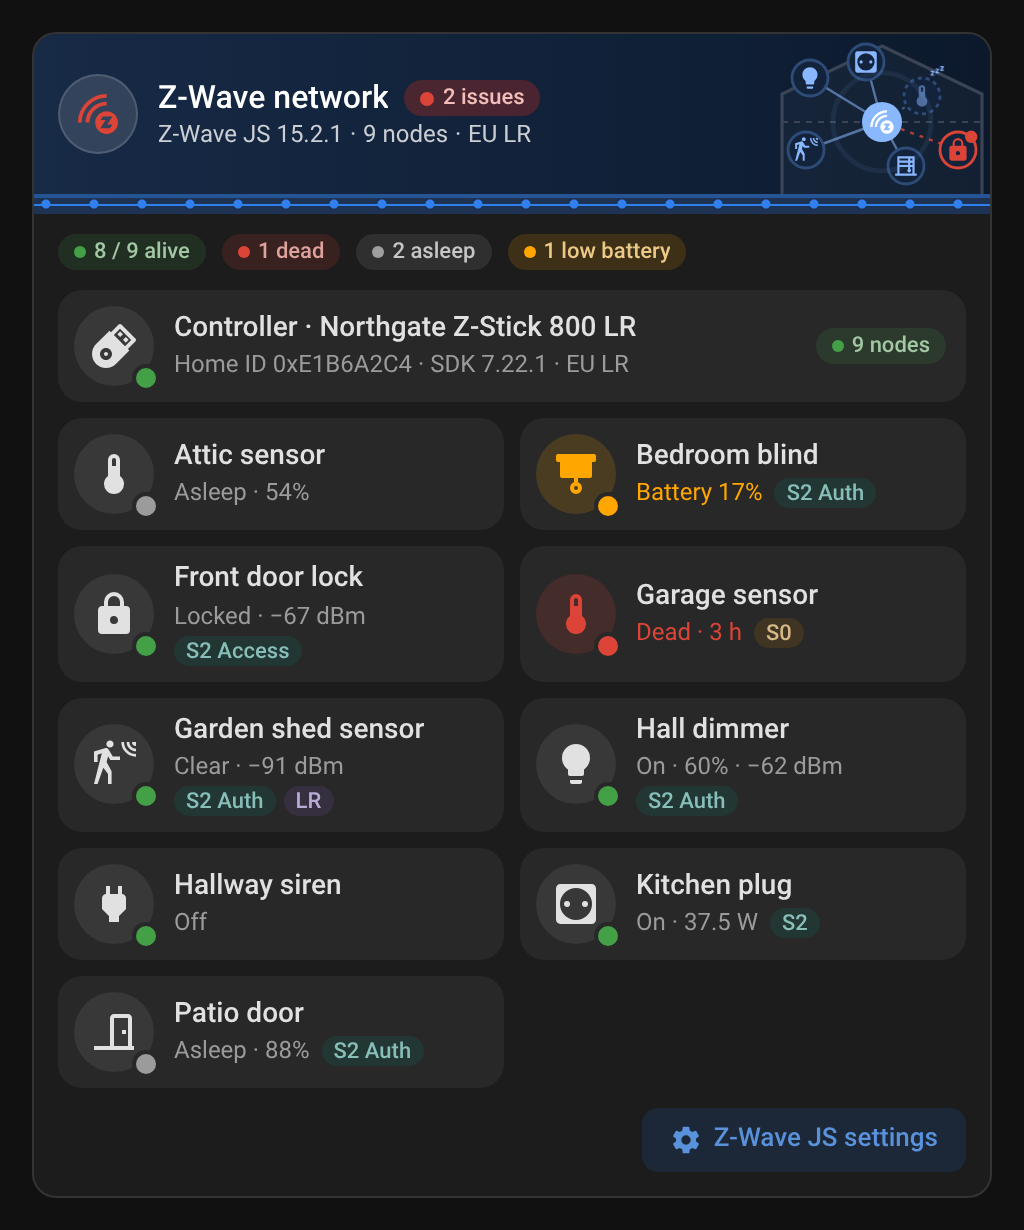 Z-Wave network
2 issues
Z-Wave JS 15.2.1 · 9 nodes · EU LR
zzz
8 / 9 alive
1 dead
2 asleep
1 low battery
Controller · Northgate Z-Stick 800 LR
Home ID 0xE1B6A2C4 · SDK 7.22.1 · EU LR
9 nodes
Attic sensor
Asleep · 54%
Bedroom blind
Battery 17% S2 Auth
Front door lock
Locked · −67 dBm
S2 Access
Garage sensor
Dead · 3 h S0
Garden shed sensor
Clear · −91 dBm
S2 Auth LR
Hall dimmer
On · 60% · −62 dBm
S2 Auth
Hallway siren
Off
Kitchen plug
On · 37.5 W S2
Patio door
Asleep · 88% S2 Auth
Z-Wave JS settings